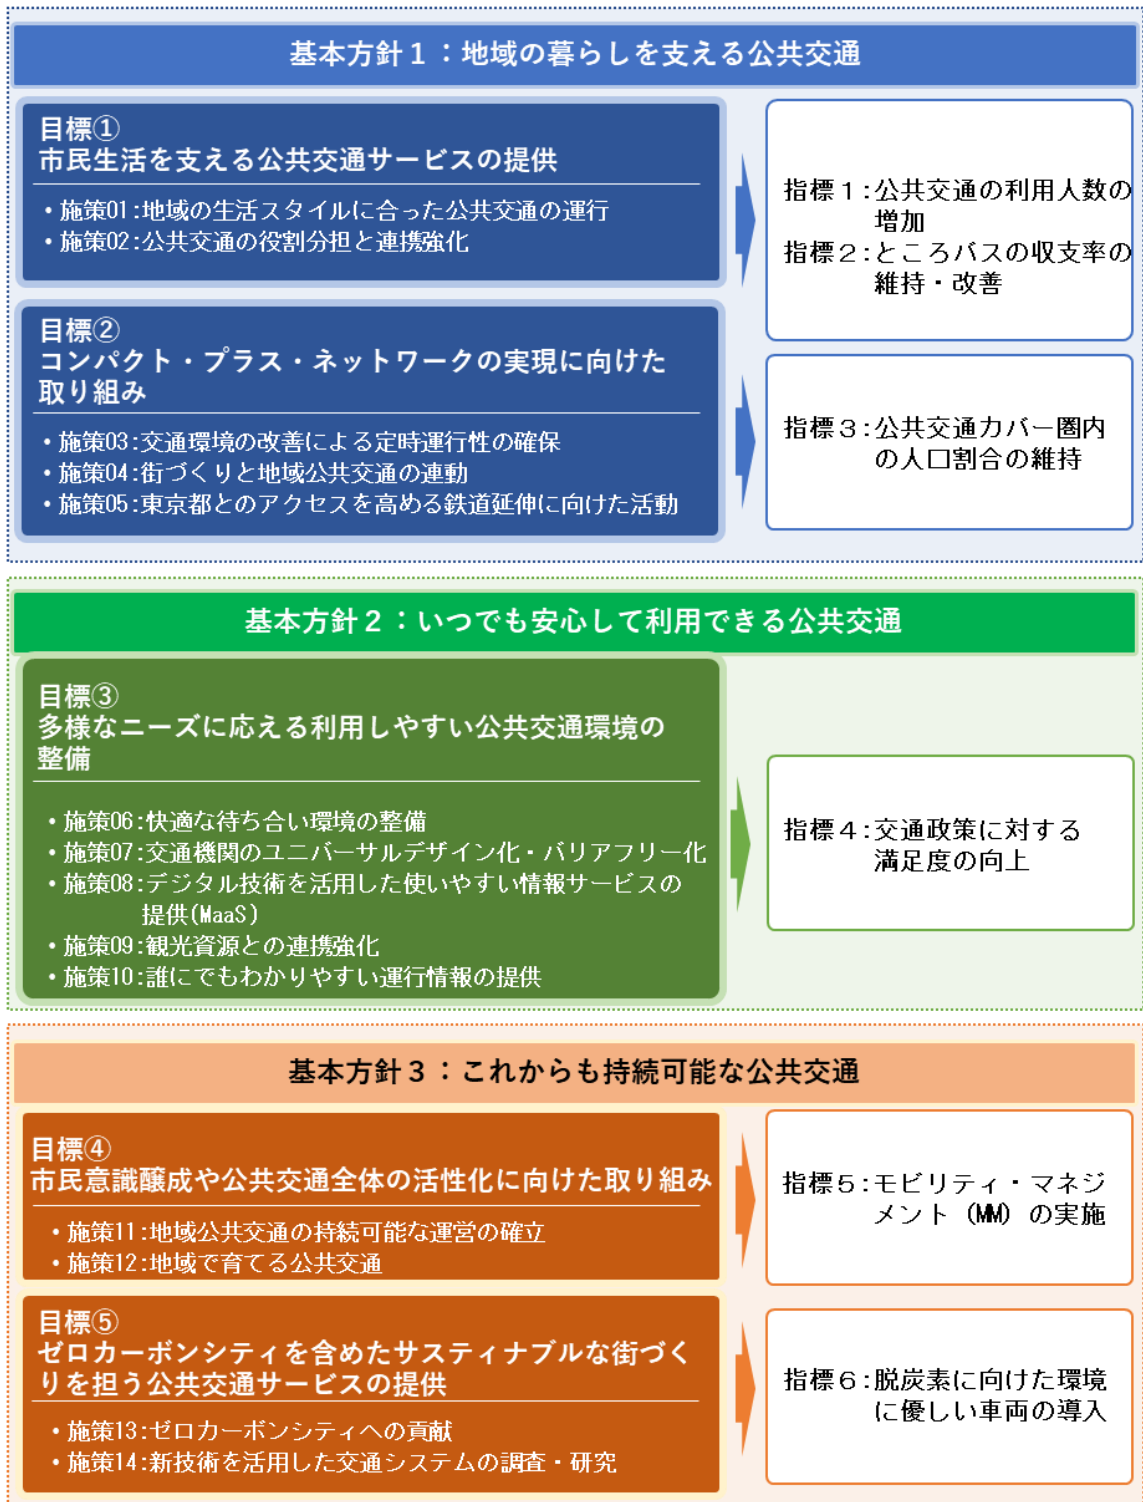 基本方針１：地域の暮らしを支える公共交通
目標①
市民生活を支える公共交通サービスの提供
・施策01：地域の生活スタイルに合った公共交通の運行
・施策02：公共交通の役割分担と連携強化
指標１：公共交通の利用人数の
増加
指標２：ところバスの収支率の
維持・改善
目標②
コンパクト・プラス・ネットワークの実現に向けた
取り組み
・施策03：交通環境の改善による定時運行性の確保
・施策04：街づくりと地域公共交通の連動
・施策05：東京都とのアクセスを高める鉄道延伸に向けた活動
指標３：公共交通カバー圏内
の人口割合の維持
基本方針２：いつでも安心して利用できる公共交通
目標③
多様なニーズに応える利用しやすい公共交通環境の
整備
・施策06：快適な待ち合い環境の整備
・施策07：交通機関のユニバーサルデザイン化・バリアフリー化
・施策08：デジタル技術を活用した使いやすい情報サービスの
提供(MaaS)
・施策09：観光資源との連携強化
・施策10：誰にでもわかりやすい運行情報の提供
指標４：交通政策に対する
満足度の向上
基本方針３：これからも持続可能な公共交通
目標④
市民意識醸成や公共交通全体の活性化に向けた取り組み
・施策11：地域公共交通の持続可能な運営の確立
・施策12：地域で育てる公共交通
指標５：モビリティ・マネジ
メント（MM）の実施
目標⑤
ゼロカーボンシティを含めたサスティナブルな街づく
りを担う公共交通サービスの提供
・施策13：ゼロカーボンシティへの貢献
・施策14：新技術を活用した交通システムの調査・研究
指標６：脱炭素に向けた環境
に優しい車両の導入